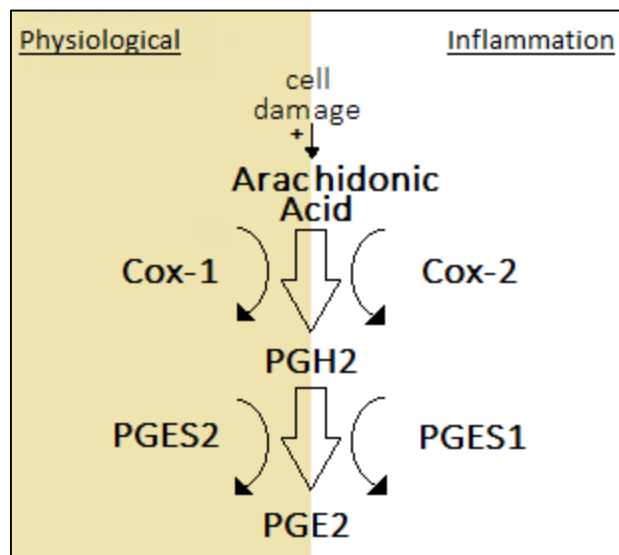 Physiological
Inflammation
cell
damage
+
Arachidonic
Acid
Cox-1
Cox-2
PGH2
PGES2
PGES1
PGE2